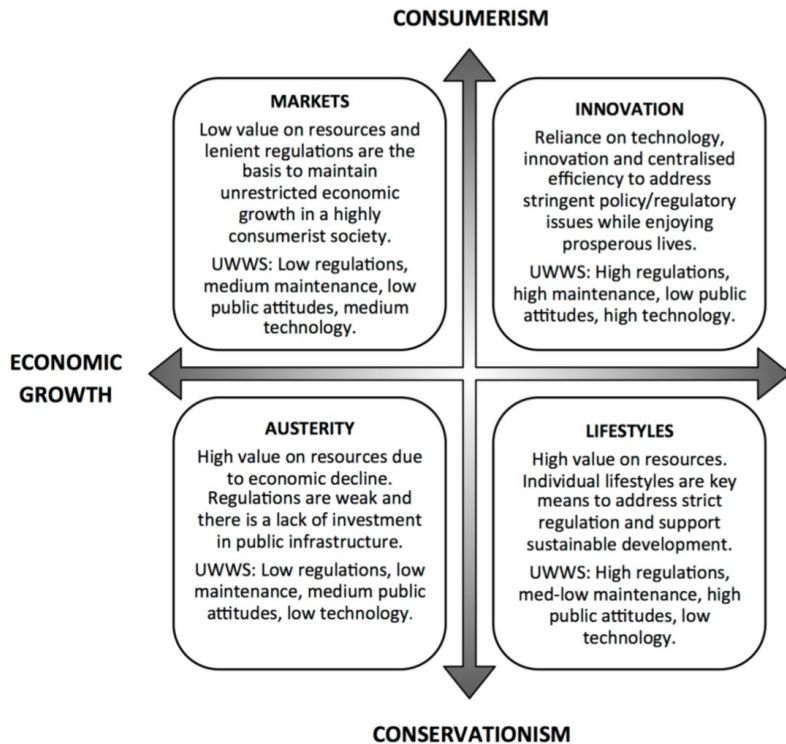 CONSUMERISM
MARKETS
Low value on resources and
lenient regulations are the
basis to maintain
unrestricted economic
growth in a highly
consumerist society.
UWWS: Low regulations,
medium maintenance, low
public attitudes, medium
technology.
INNOVATION
Reliance on technology,
innovation and centralised
efficiency to address
stringent policy/regulatory
issues while enjoying
prosperous lives.
UWWS: High regulations,
high maintenance, low public
attitudes, high technology.
ECONOMIC
GROWTH
AUSTERITY
High value on resources due
to economic decline.
Regulations are weak and
there is a lack of investment
in public infrastructure.
UWWS: Low regulations, low
maintenance, medium public
attitudes, low technology.
LIFESTYLES
High value on resources.
Individual lifestyles are key
means to address strict
regulation and support
sustainable development.
UWWS: High regulations,
med-low maintenance, high
public attitudes, low
technology.
CONSERVATIONISM